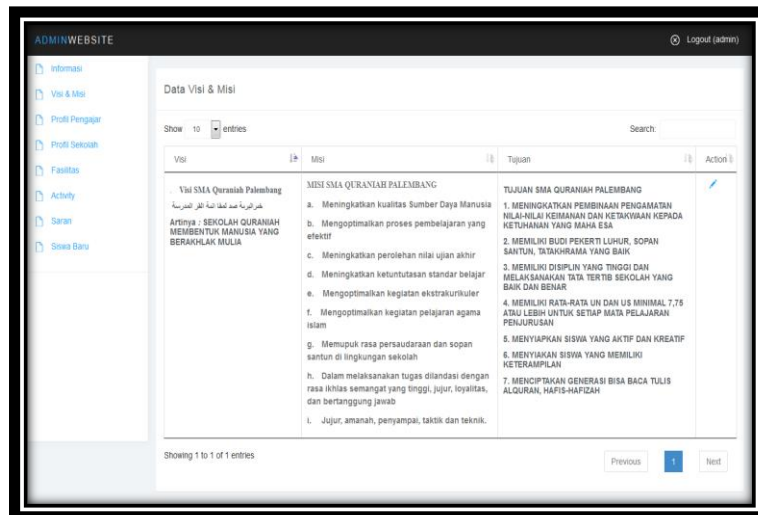 ADMINWEBSITE
Logout (admin)
Informasi
Visi & Misi
Profil Pengajar
Profil Sekolah
Fasilitas
Activity
Saran
Siswa Baru
Data Visi & Misi
Show 10 entries
Search:
Visi
Misi
Tujuan
Action
Visi SMA Quraniah Palembang
Artinya : SEKOLAH QURANIAH
MEMBENTUK MANUSIA YANG
BERAKHLAK MULIA
MISI SMA QURANIAH PALEMBANG
a. Meningkatkan kualitas Sumber Daya Manusia
b. Mengoptimalkan proses pembelajaran yang
efektif
c. Meningkatkan perolehan nilai ujian akhir
d. Meningkatkan ketuntutasan standar belajar
e. Mengoptimalkan kegiatan ekstrakurikuler
f. Mengoptimalkan kegiatan pelajaran agama
islam
g. Memupuk rasa persaudaraan dan sopan
santun di lingkungan sekolah
h. Dalam melaksanakan tugas dilandasi dengan
rasa ikhlas semangat yang tinggi, jujur, loyalitas,
dan bertanggung jawab
i. Jujur, amanah, penyampai, taktik dan teknik.
TUJUAN SMA QURANIAH PALEMBANG
1. MENINGKATKAN PEMBINAAN PENGAMATAN
NILAI-NILAI KEIMANAN DAN KETAKWAAN KEPADA
KETUHANAN YANG MAHA ESA
2. MEMILIKI BUDI PEKERTI LUHUR, SOPAN
SANTUN, TATAKHRAMA YANG BAIK
3. MEMILIKI DISIPLIN YANG TINGGI DAN
MELAKSANAKAN TATA TERTIB SEKOLAH YANG
BAIK DAN BENAR
4. MEMILIKI RATA-RATA UN DAN US MINIMAL 7,75
ATAU LEBIH UNTUK SETIAP MATA PELAJARAN
PENJURUSAN
5. MENYIAPKAN SISWA YANG AKTIF DAN KREATIF
6. MENYIAKAN SISWA YANG MEMILIKI
KETERAMPILAN
7. MENCIPTAKAN GENERASI BISA BACA TULIS
ALQURAN, HAFIS-HAFIZAH
Showing 1 to 1 of 1 entries
Previous
1
Next